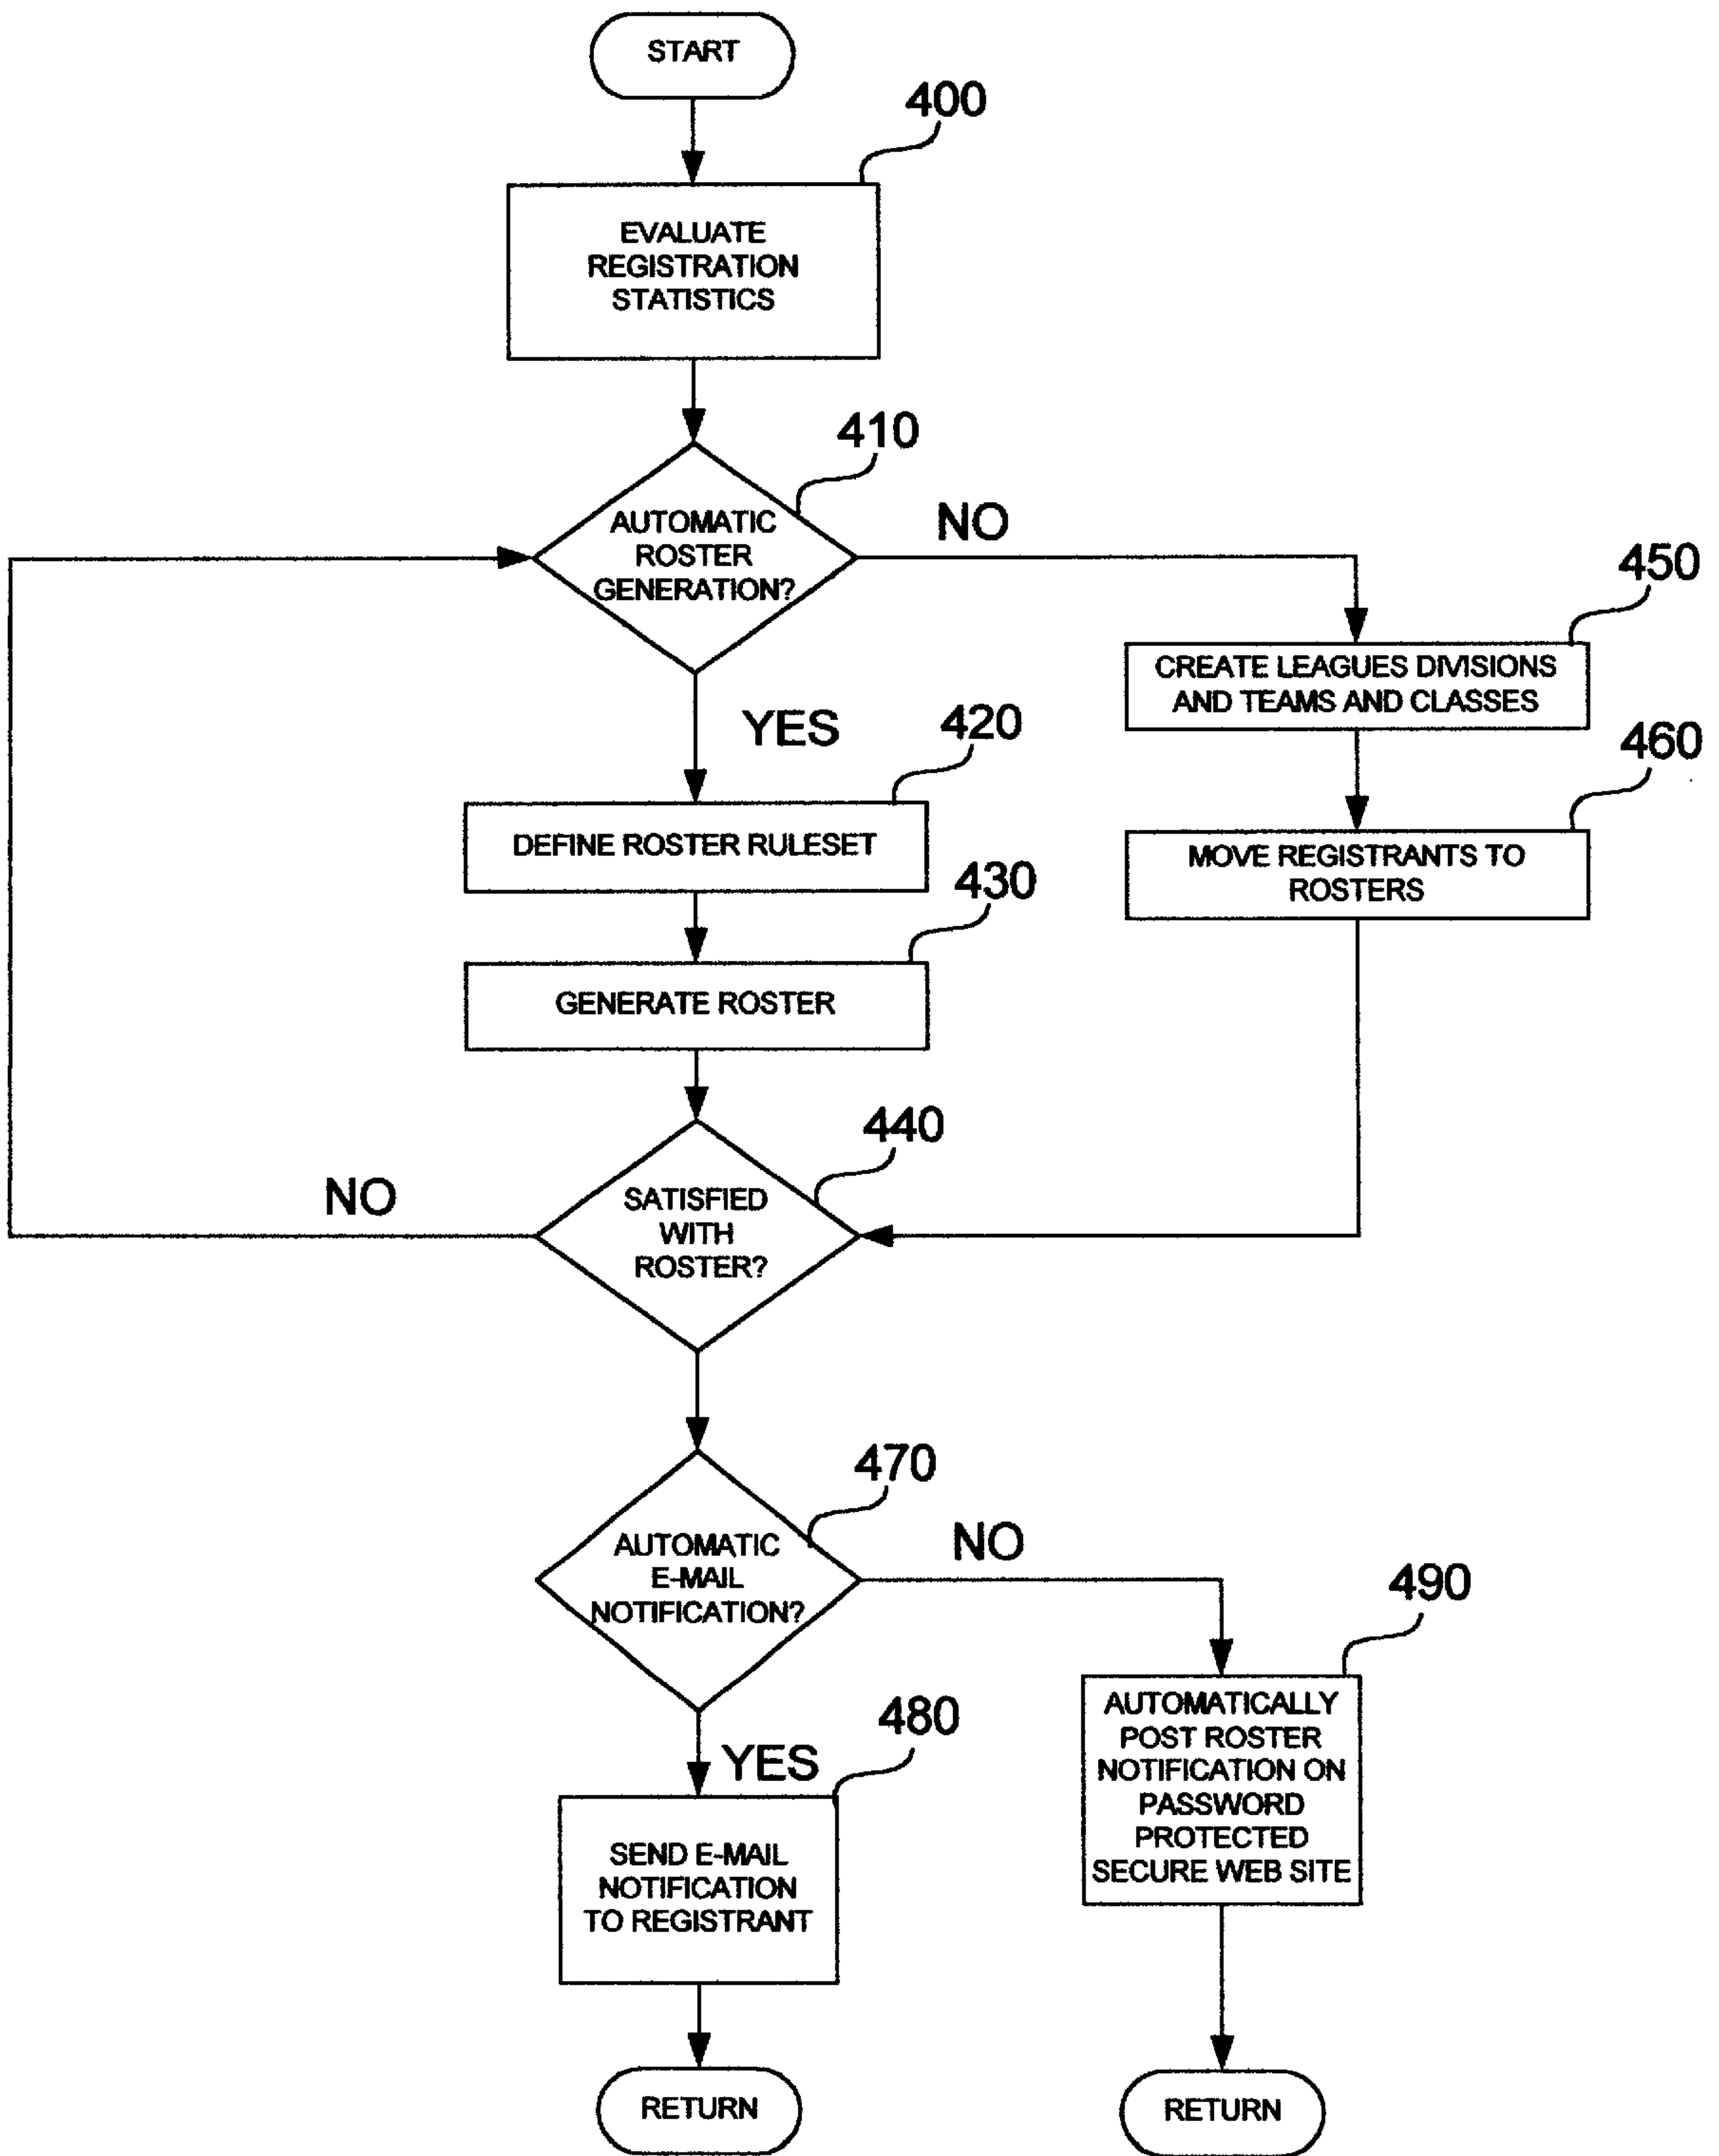 START
400
EVALUATE
REGISTRATION
STATISTICS
410
AUTOMATIC
ROSTER
GENERATION?
NO
YES
450
CREATE LEAGUES DIVISIONS
AND TEAMS AND CLASSES
420
DEFINE ROSTER RULESET
460
MOVE REGISTRANTS TO
ROSTERS
430
GENERATE ROSTER
440
SATISFIED
WITH
ROSTER?
NO
470
AUTOMATIC
E-MAIL
NOTIFICATION?
NO
YES
480
SEND E-MAIL
NOTIFICATION
TO REGISTRANT
490
AUTOMATICALLY
POST ROSTER
NOTIFICATION ON
PASSWORD
PROTECTED
SECURE WEB SITE
RETURN
RETURN